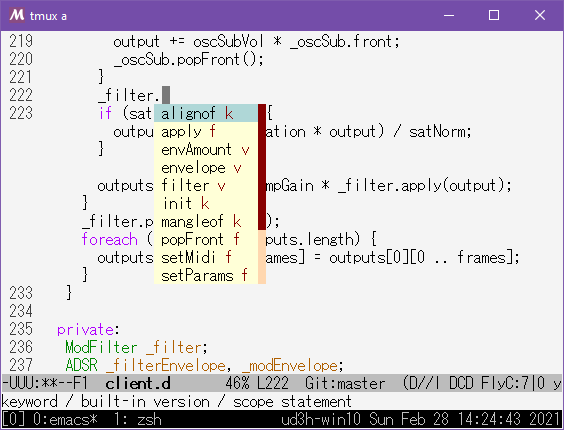 tmux a
219 output += oscSubVol * _oscSub.front;
220 _oscSub.popFront();
221 }
222 _filter.
223 if (sat alignof k {
outpu apply f ation * output) / satNorm;
} envAmount v
envelope v
outputs filter v mpGain * _filter.apply(output);
} init k
_filter.p mangleof k );
foreach ( popFront f puts.length) {
outputs setMidi f ames] = outputs[0][0 .. frames];
} setParams f
233 }
234
235 private:
236 ModFilter _filter;
237 ADSR _filterEnvelope, _modEnvelope;
-UUU:**--F1 client.d 46% L222 Git:master (D//l DCD FlyC:7|0 y
keyword / built-in version / scope statement
[0] 0:emacs* 1: zsh ud3h-win10 Sun Feb 28 14:24:43 2021